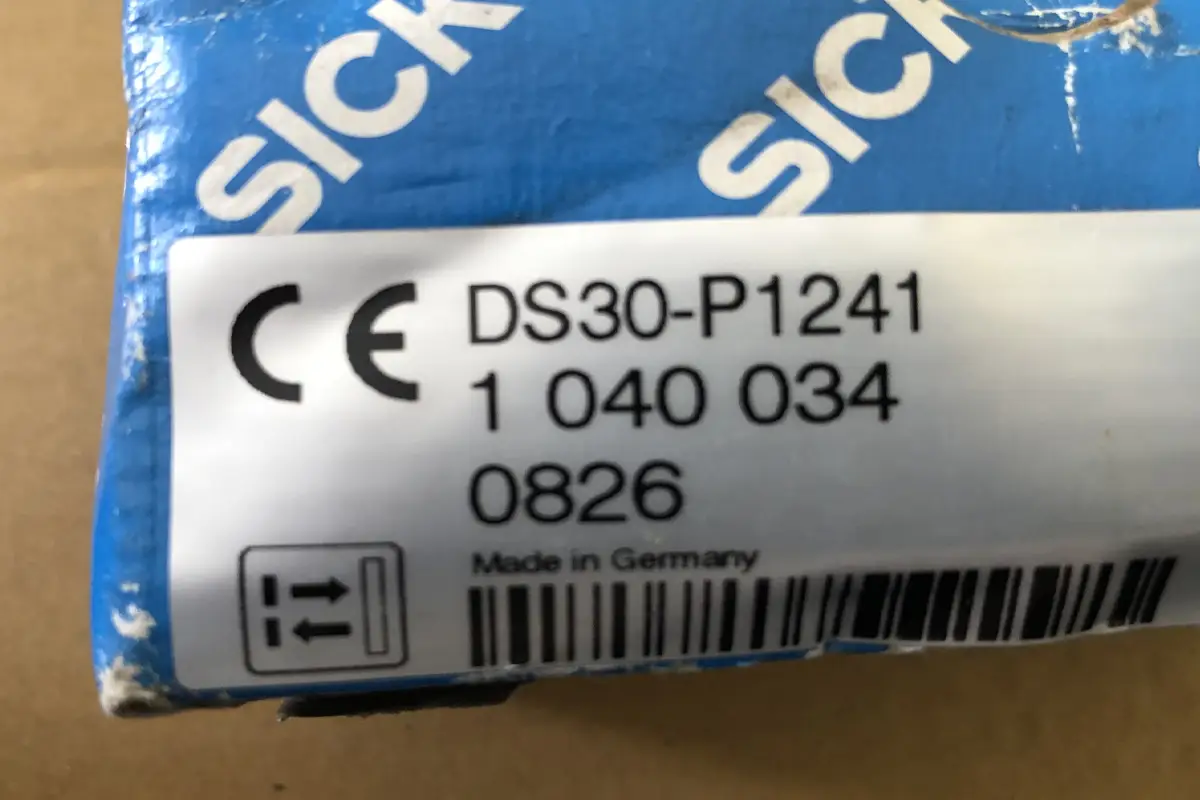 SICK SICK
CE DS30-P1241
1 040 034
0826
Made in Germany